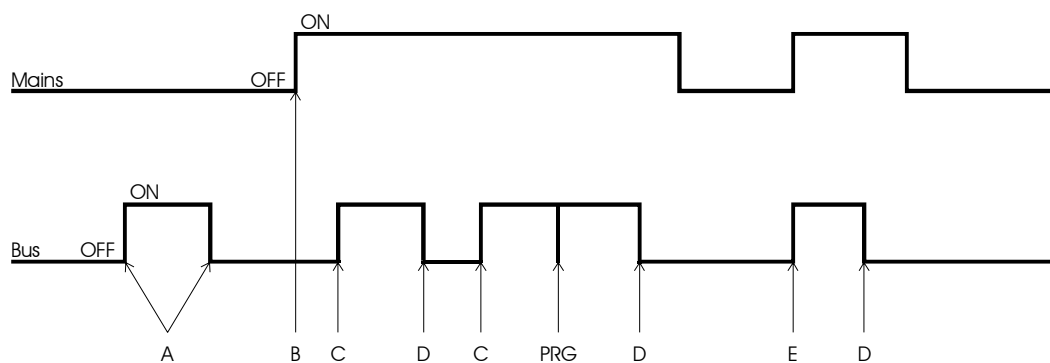 ON
Mains OFF
ON
Bus OFF
A B C D C PRG D E D